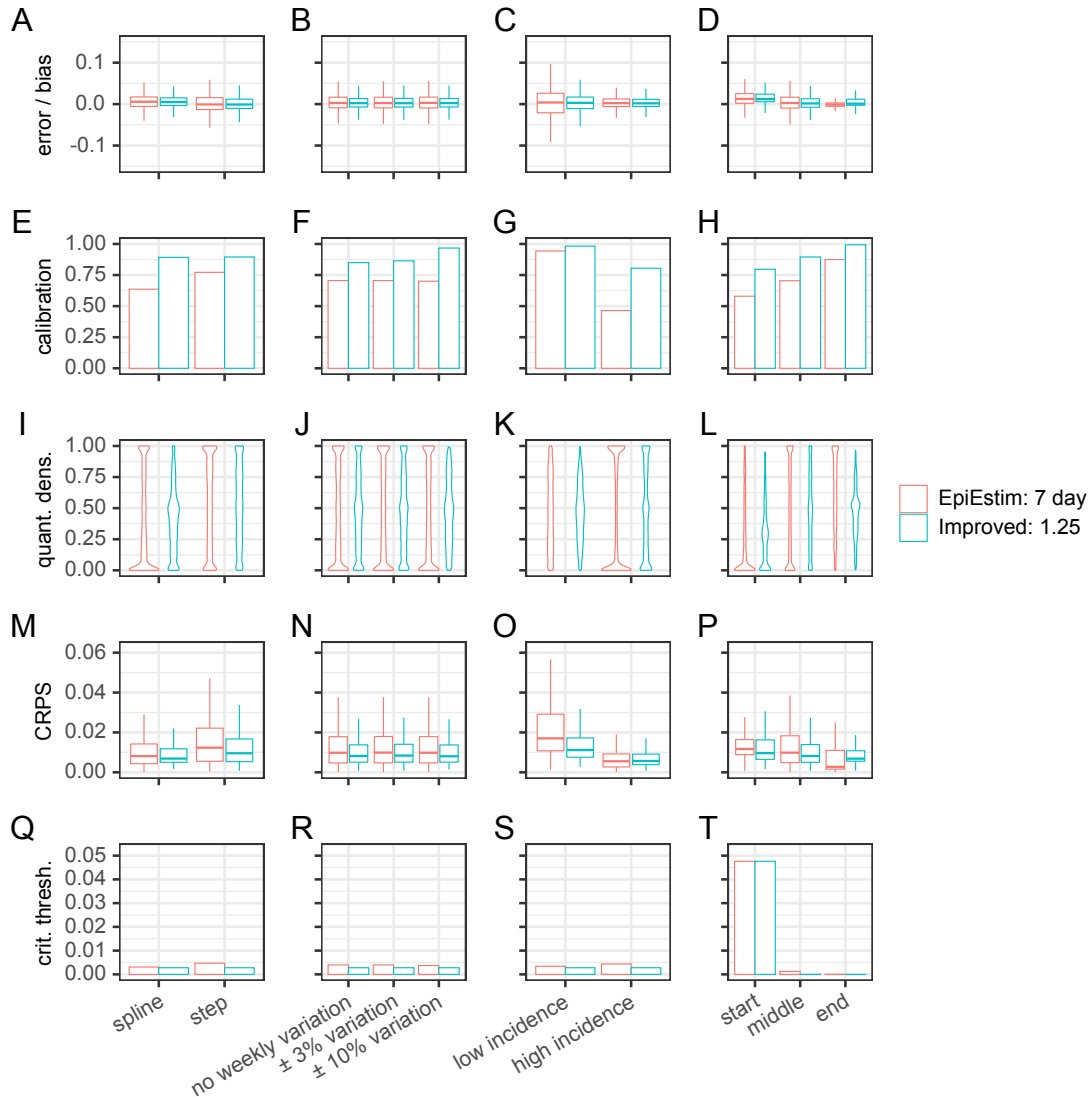 A B C D
error / bias
0.1
0.0
-0.1
E F G H
calibration
1.00
0.75
0.50
0.25
0.00
I J K L
quant. dens.
1.00
0.75
0.50
0.25
0.00
EpiEstim: 7 day
Improved: 1.25
M N O P
CRPS
0.06
0.04
0.02
0.00
Q R S T
crit. thresh.
0.05
0.04
0.03
0.02
0.01
0.00
spline
step
no weekly variation
± 3% variation
± 10% variation
low incidence
high incidence
start
middle
end